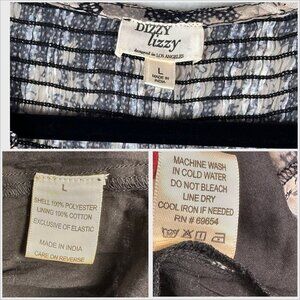 DIZZY
lizzy
designed in LOS ANGELES
L
MADE IN
INDIA
L
SHELL 100% POLYESTER
LINING 100% COTTON
EXCLUSIVE OF ELASTIC
MADE IN INDIA
CARE ON REVERSE
MACHINE WASH
IN COLD WATER
DO NOT BLEACH
LINE DRY
COOL IRON IF NEEDED
RN # 69654